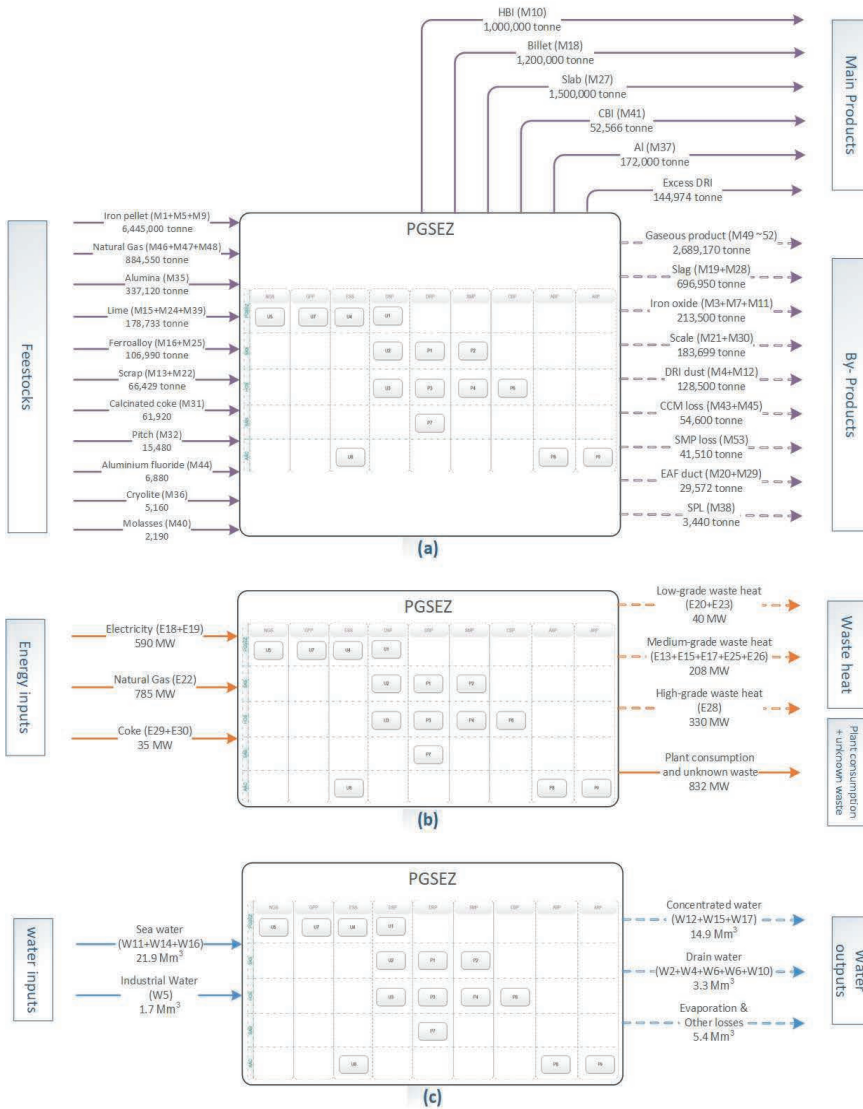 HBI (M10)
1,000,000 tonne
Billet (M18)
1,200,000 tonne
Slab (M27)
1,500,000 tonne
CBI (M41)
52,566 tonne
Al (M37)
172,000 tonne
Excess DRI
144,974 tonne
Main Products
Feestocks
Iron pellet (M1+M5+M9)
6,445,000 tonne
Natural Gas (M46+M47+M48)
884,550 tonne
Alumina (M35)
337,120 tonne
Lime (M15+M24+M39)
178,733 tonne
Ferroalloy (M16+M25)
106,990 tonne
Scrap (M13+M22)
66,429 tonne
Calcinated coke (M31)
61,920
Pitch (M32)
15,480
Aluminium fluoride (M44)
6,880
Cryolite (M36)
5,160
Molasses (M40)
2,190
PGSEZ
U5 U7 U1
P1 P2
P7
Gaseous product (M49 ~52)
2,689,170 tonne
Slag (M19+M28)
696,950 tonne
Iron oxide (M3+M7+M11)
213,500 tonne
Scale (M21+M30)
183,699 tonne
DRI dust (M4+M12)
128,500 tonne
CCM loss (M43+M45)
54,600 tonne
SMP loss (M53)
41,510 tonne
EAF duct (M20+M29)
29,572 tonne
SPL (M38)
3,440 tonne
By- Products
(a)
Energy inputs
Electricity (E18+E19)
590 MW
Natural Gas (E22)
785 MW
Coke (E29+E30)
35 MW
PGSEZ
P1 P2
P7
Low-grade waste heat
(E20+E23)
40 MW
Medium-grade waste heat
(E13+E15+E17+E25+E26)
208 MW
High-grade waste heat
(E28)
330 MW
Plant consumption
and unknown waste
832 MW
Waste heat
Plant consumption
+ unknown waste
(b)
water inputs
Sea water
(W11+W14+W16)
21.9 Mm³
Industrial Water
(W5)
1.7 Mm³
PGSEZ
P1 P2
P7
Concentrated water
(W12+W15+W17)
14.9 Mm³
Drain water
(W2+W4+W6+W6+W10)
3.3 Mm³
Evaporation &
Other losses
5.4 Mm³
Water
outputs
(c)